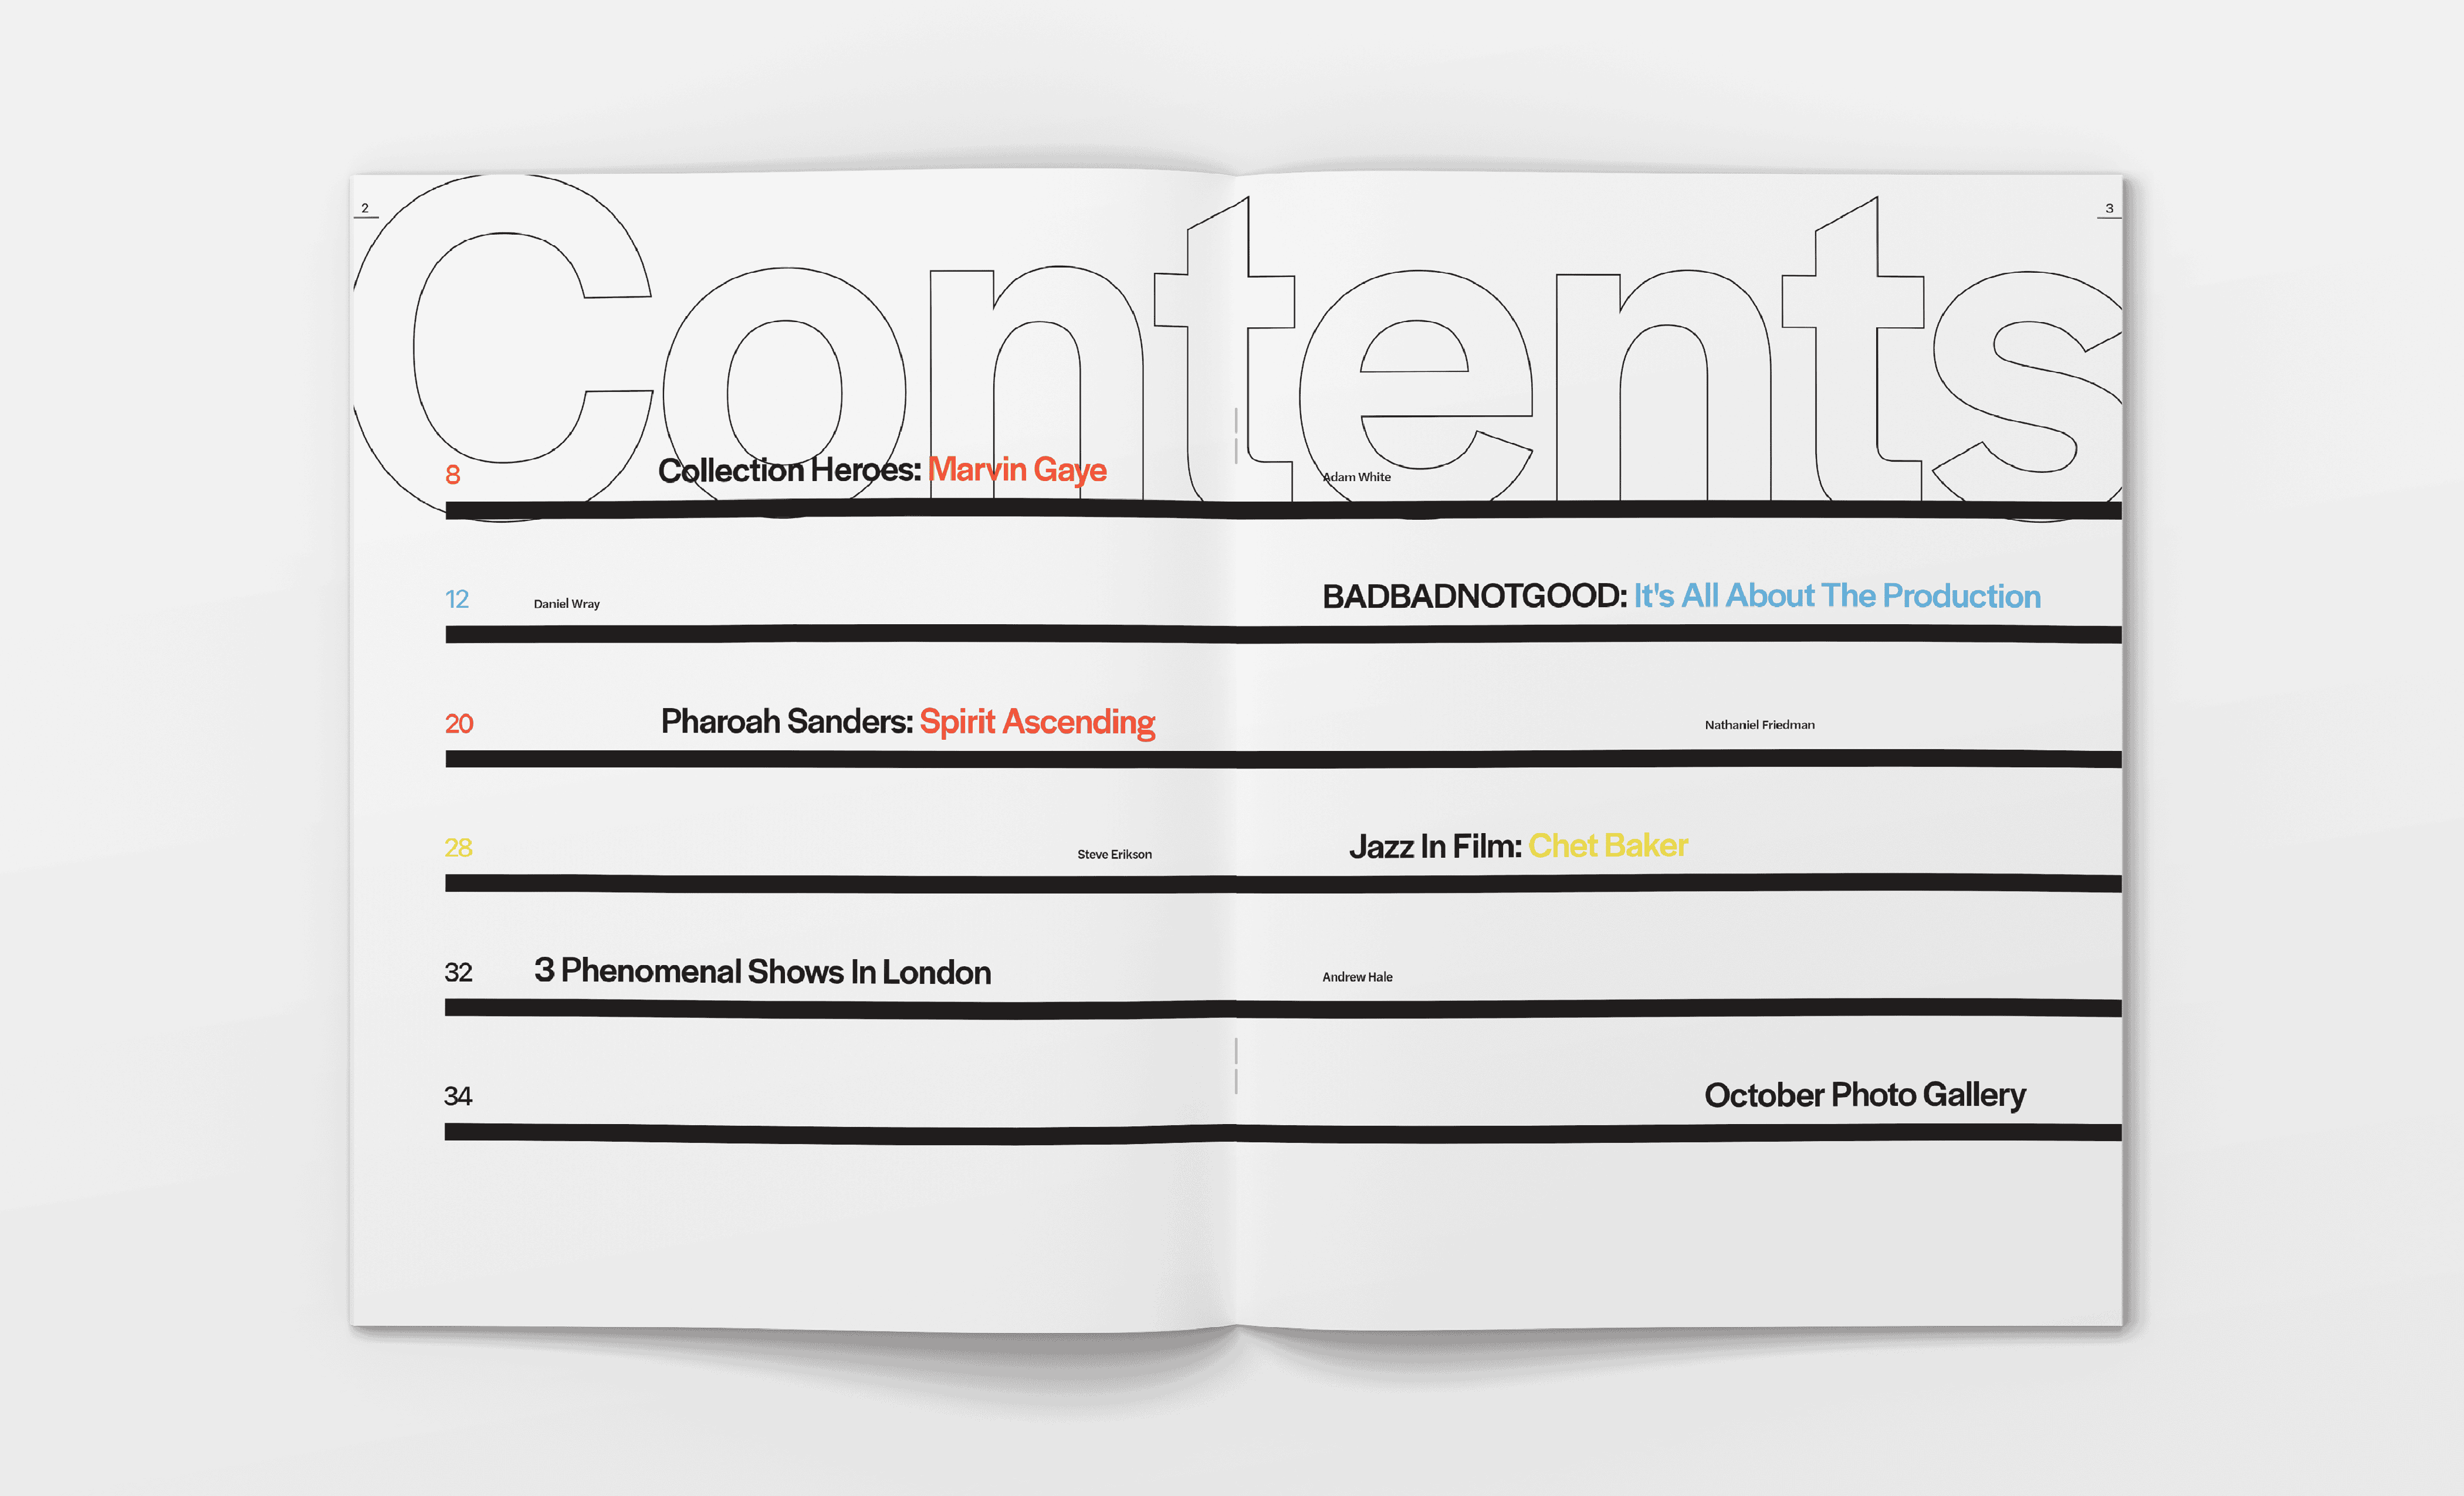 2
3
Contents
8 Collection Heroes: Marvin Gaye Adam White
12 Daniel Wray BADBADNOTGOOD: It's All About The Production
20 Pharoah Sanders: Spirit Ascending Nathaniel Friedman
28 Steve Erikson Jazz In Film: Chet Baker
32 3 Phenomenal Shows In London Andrew Hale
34 October Photo Gallery